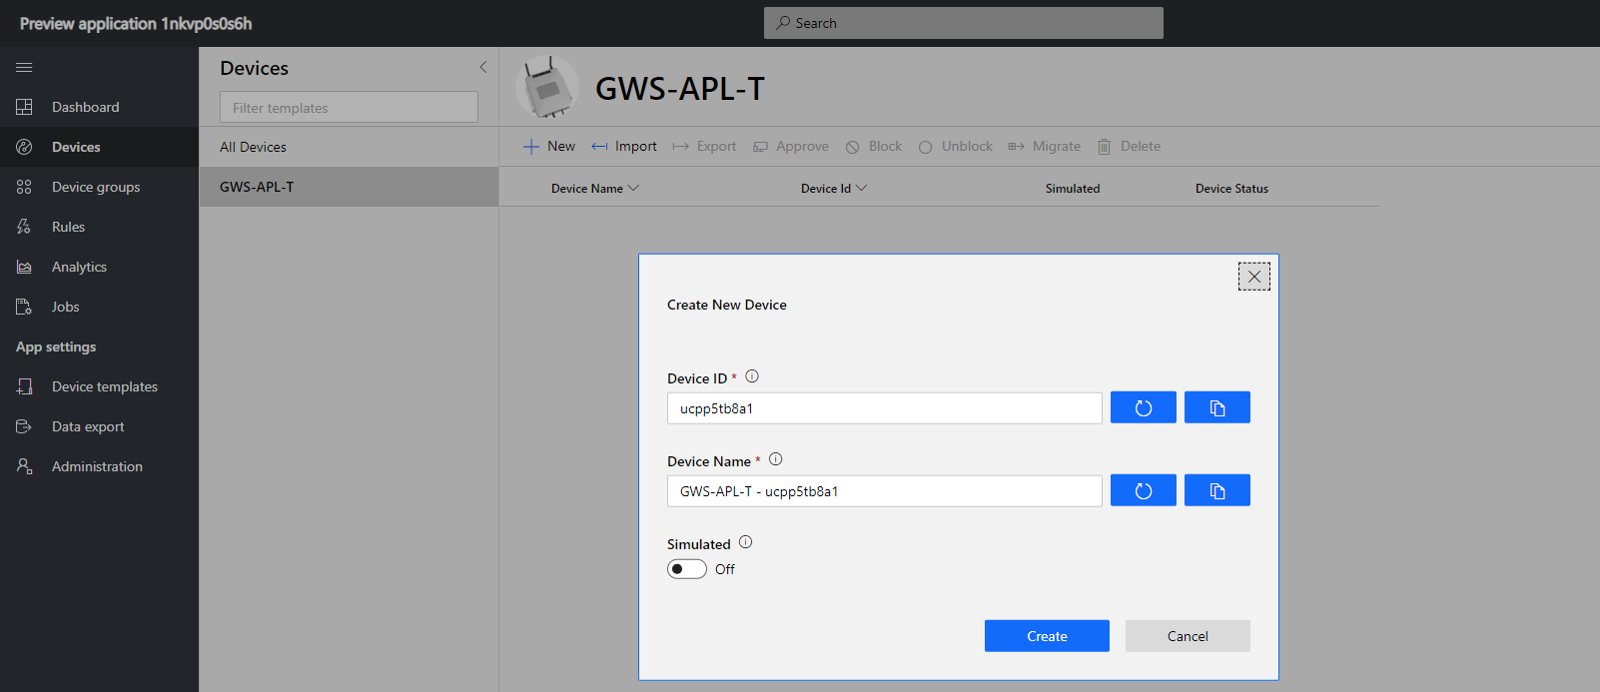 Preview application 1nkvp0s0s6h
Search
Dashboard
Devices
Device groups
Rules
Analytics
Jobs
App settings
Device templates
Data export
Administration
Devices
Filter templates
All Devices
GWS-APL-T
GWS-APL-T
New Import Export Approve Block Unblock Migrate Delete
Device Name Device Id Simulated Device Status
Create New Device
Device ID *
ucpp5tb8a1
Device Name *
GWS-APL-T - ucpp5tb8a1
Simulated
Off
Create Cancel